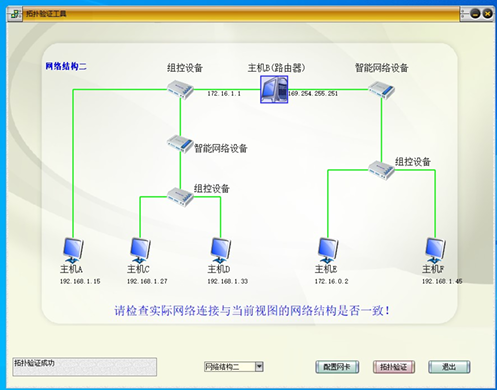 拓扑验证工具
网络结构二
组控设备
主机B(路由器)
智能网络设备
172.16.1.1
169.254.255.251
智能网络设备
组控设备
组控设备
主机A
主机C
主机D
主机E
主机F
192.168.1.15
192.168.1.27
192.168.1.33
172.16.0.2
192.168.1.45
请检查实际网络连接与当前视图的网络结构是否一致!
拓扑验证成功
网络结构二
配置网卡
拓扑验证
退出